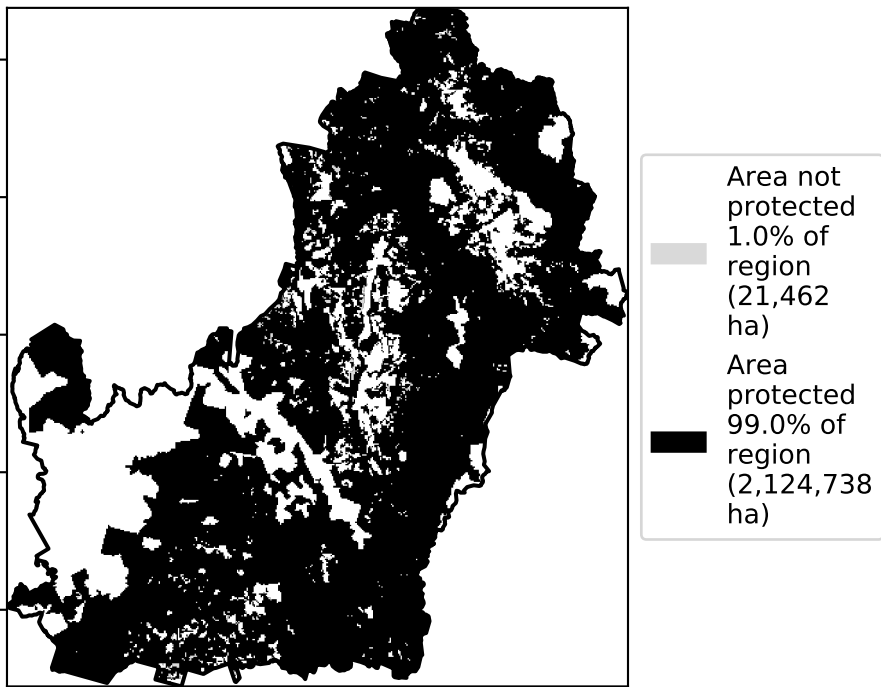 Area not
protected
1.0% of
region
(21,462
ha)
Area
protected
99.0% of
region
(2,124,738
ha)